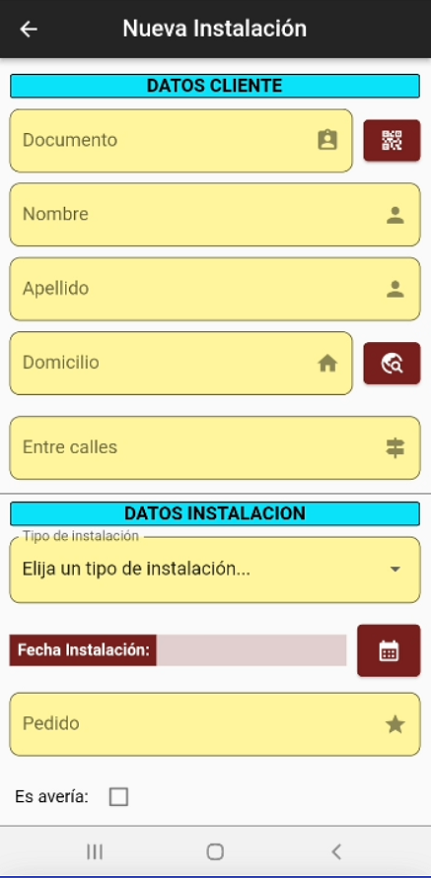 Nueva Instalación
DATOS CLIENTE
Documento
Nombre
Apellido
Domicilio
Entre calles
DATOS INSTALACION
Tipo de instalación
Elija un tipo de instalación...
Fecha Instalación:
Pedido
Es avería: